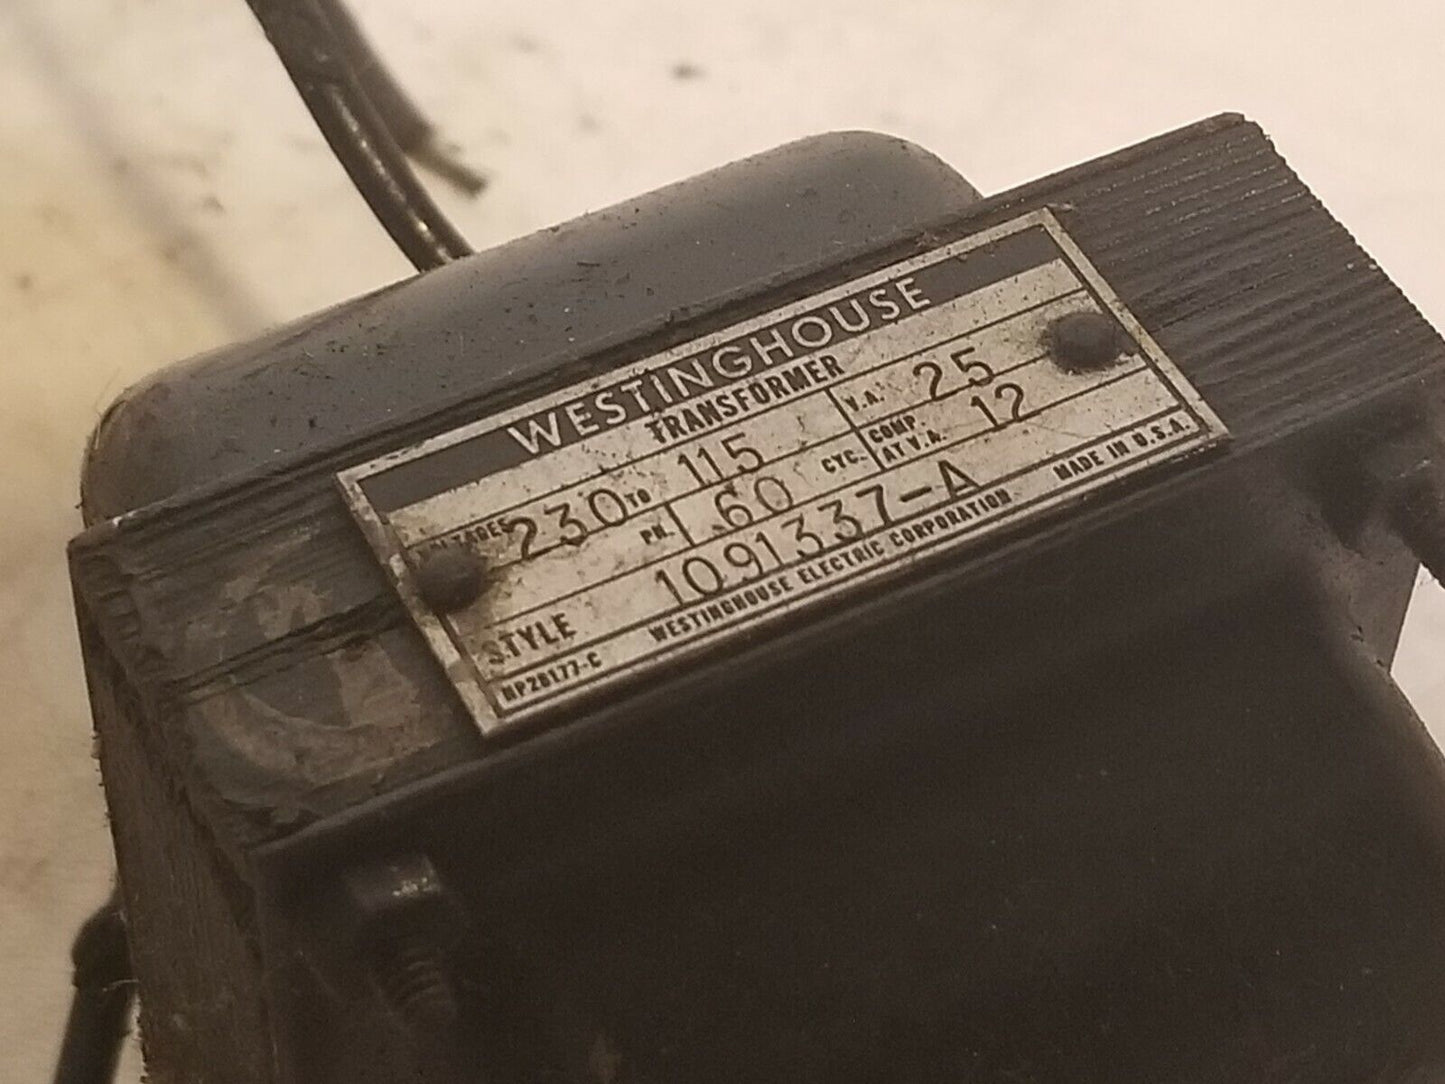 WESTINGHOUSE
TRANSFORMER
VOLTAGES 230 TO 115 V.A. 25
PH. 60 CYC. COMP. AT V.A. 12
STYLE 1091337-A
NP26177-C WESTINGHOUSE ELECTRIC CORPORATION MADE IN U.S.A.